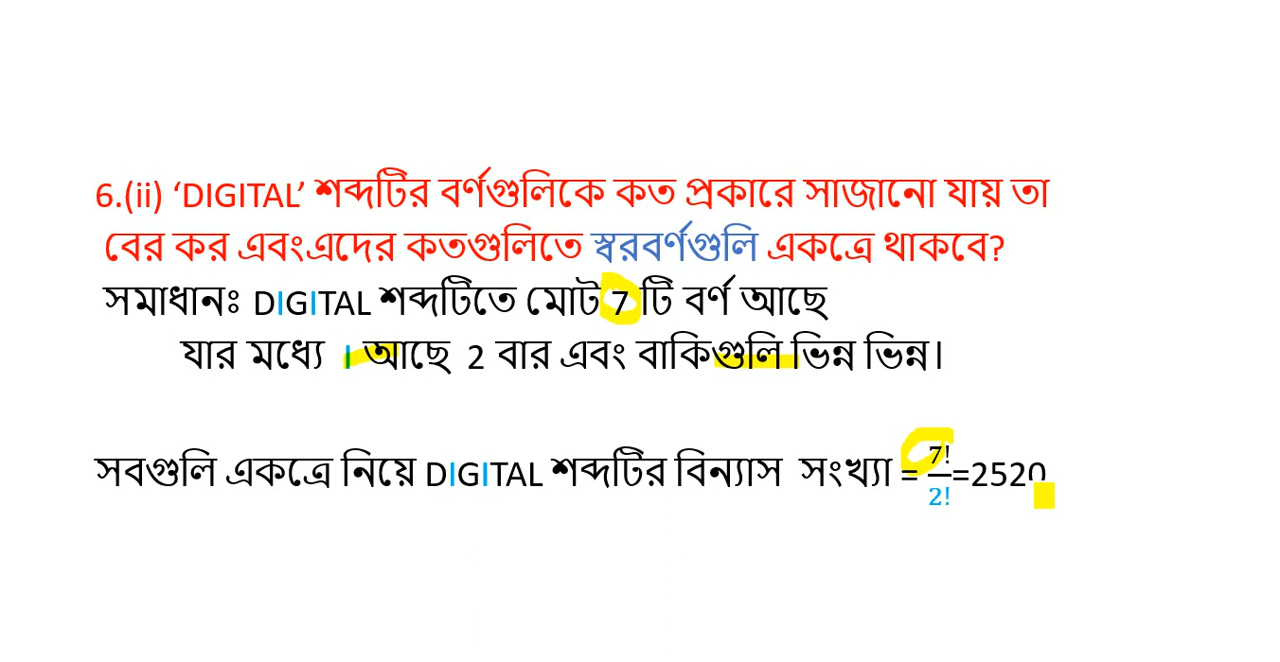 6.(ii) ‘DIGITAL’ শব্দটির বর্ণগুলিকে কত প্রকারে সাজানো যায় তা
বের কর এবংএদের কতগুলিতে স্বরবর্ণগুলি একত্রে থাকবে?
সমাধানঃ DIGITAL শব্দটিতে মোট 7 টি বর্ণ আছে
যার মধ্যে I আছে 2 বার এবং বাকিগুলি ভিন্ন ভিন্ন।
সবগুলি একত্রে নিয়ে DIGITAL শব্দটির বিন্যাস সংখ্যা = 7!/2! =2520